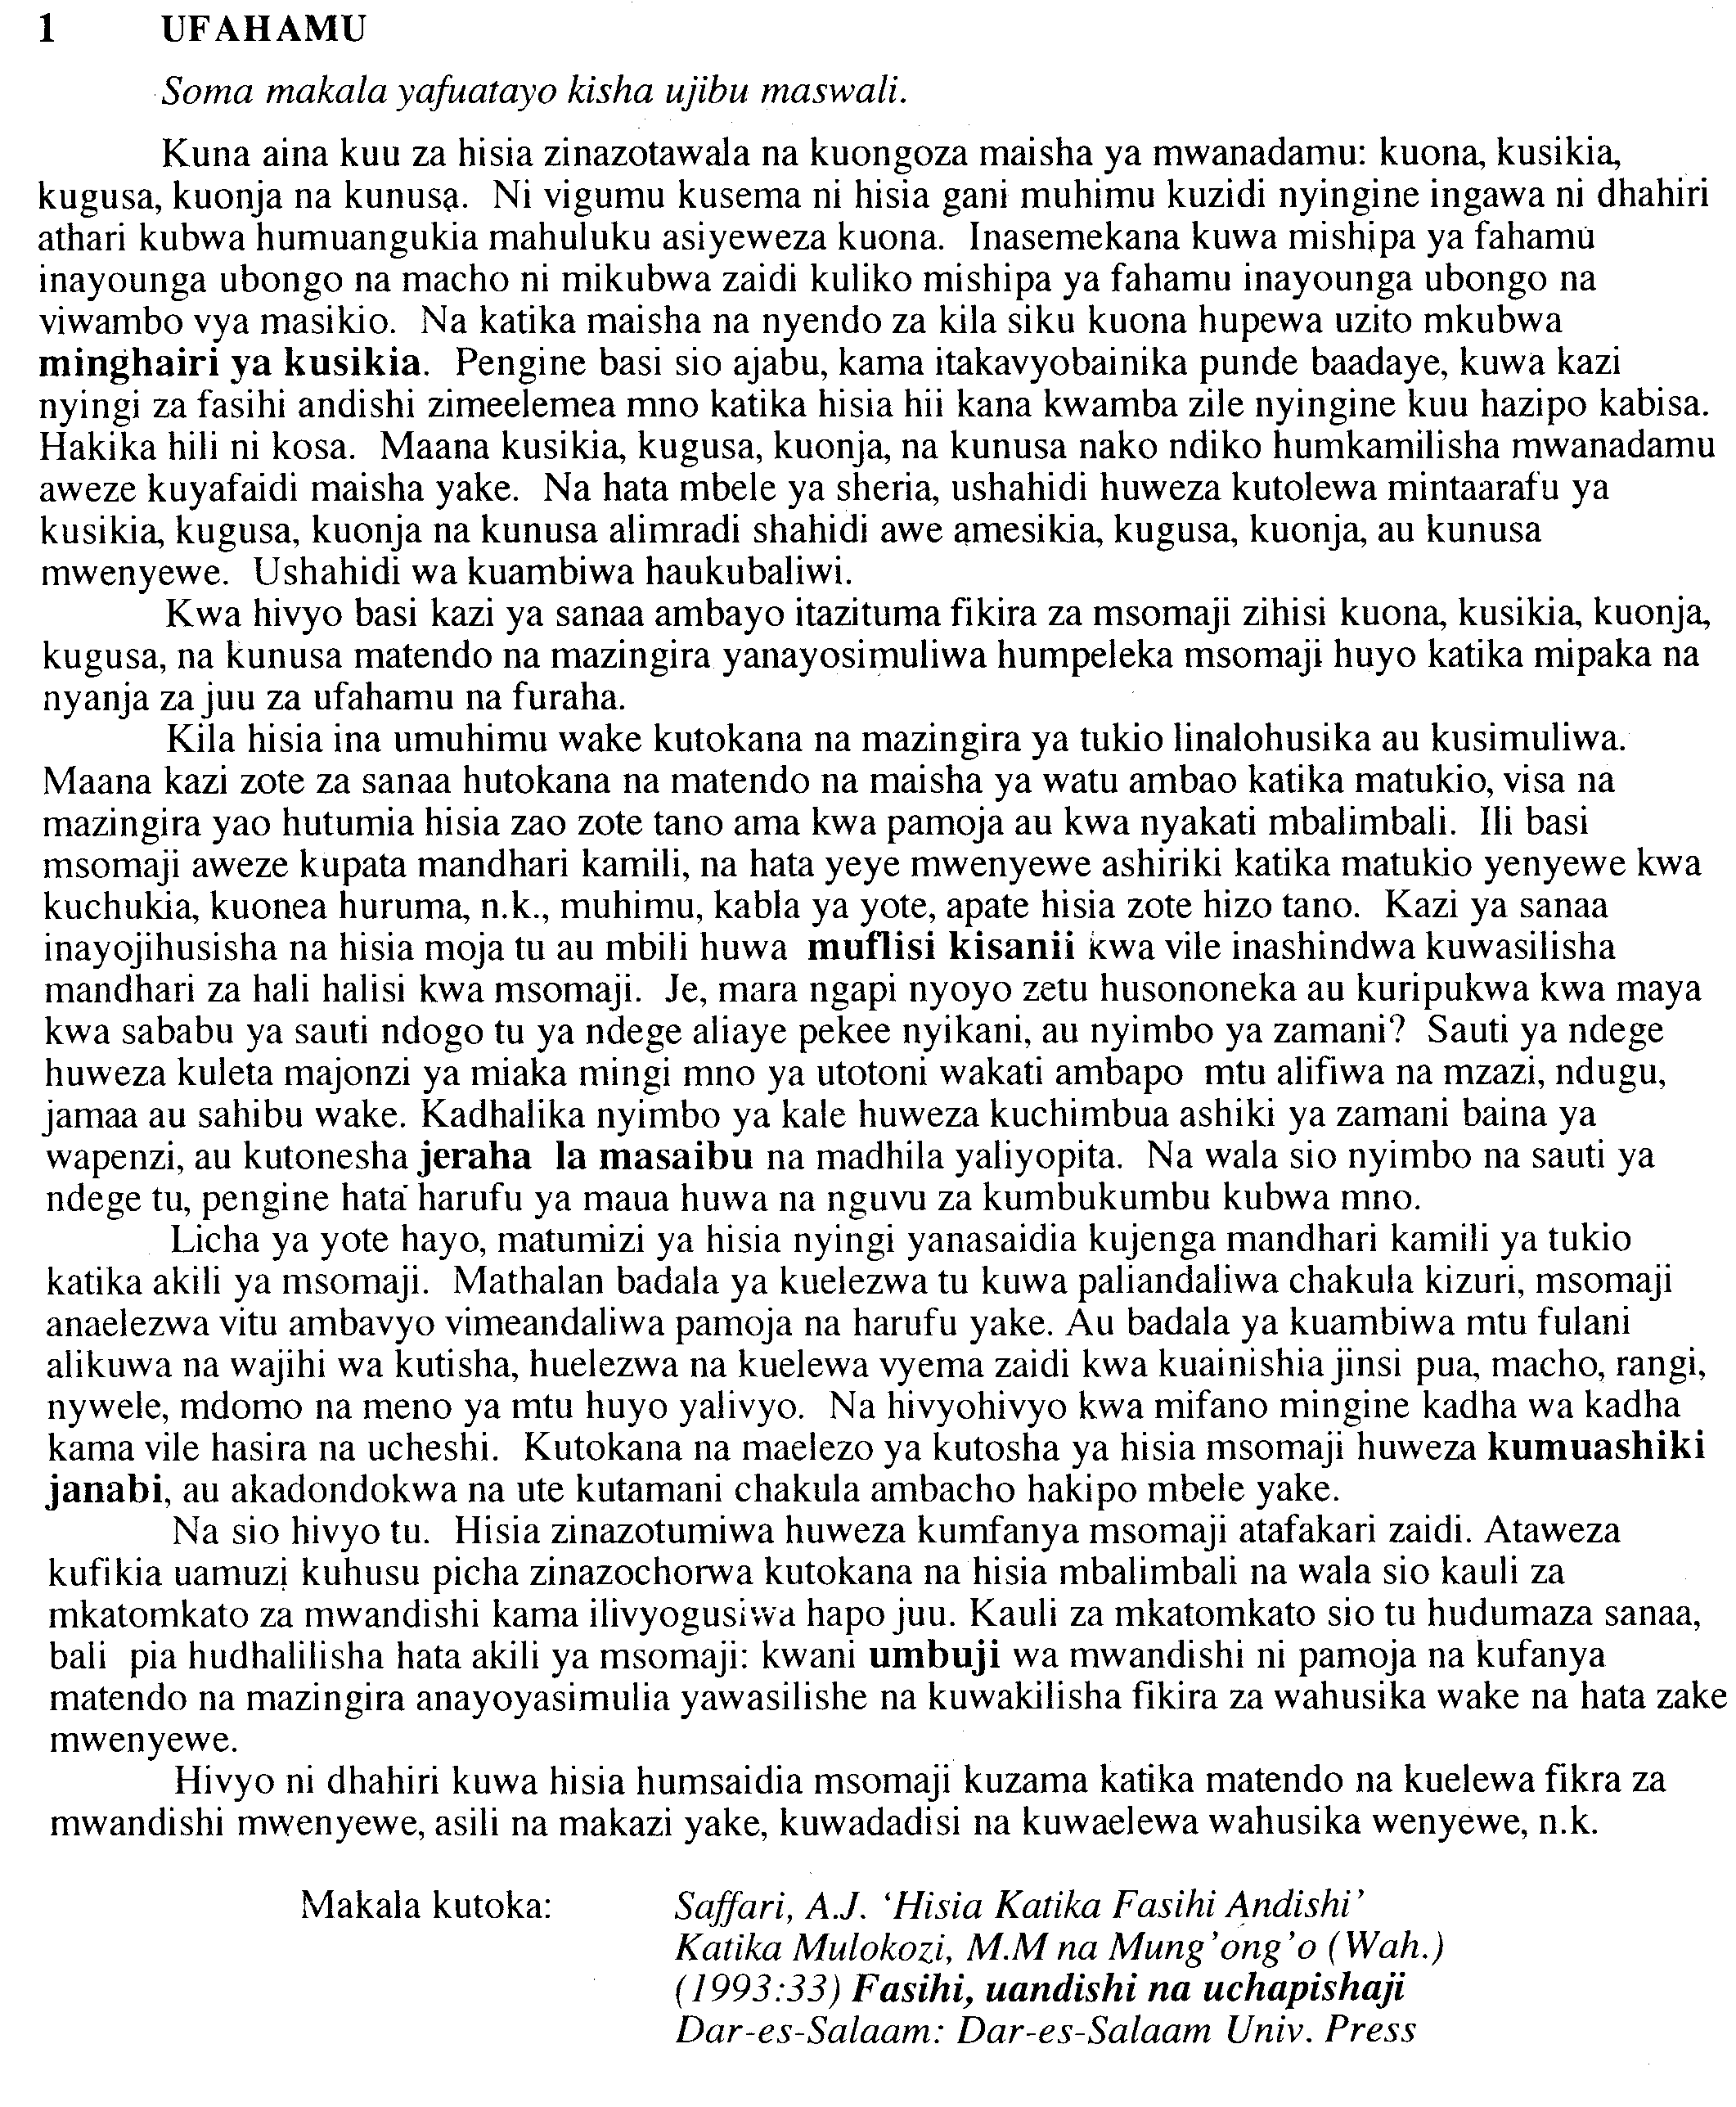 1 UFAHAMU
Soma makala yafuatayo kisha ujibu maswali.
Kuna aina kuu za hisia zinazotawala na kuongoza maisha ya mwanadamu: kuona, kusikia,
kugusa, kuonja na kunusa. Ni vigumu kusema ni hisia gani muhimu kuzidi nyingine ingawa ni dhahiri
athari kubwa humuangukia mahuluku asiyeweza kuona. Inasemekana kuwa mishipa ya fahamu
inayounga ubongo na macho ni mikubwa zaidi kuliko mishipa ya fahamu inayounga ubongo na
viwambo vya masikio. Na katika maisha na nyendo za kila siku kuona hupewa uzito mkubwa
minghairi ya kusikia. Pengine basi sio ajabu, kama itakavyobainika punde baadaye, kuwa kazi
nyingi za fasihi andishi zimeelemea mno katika hisia hii kana kwamba zile nyingine kuu hazipo kabisa.
Hakika hili ni kosa. Maana kusikia, kugusa, kuonja, na kunusa nako ndiko humkamilisha mwanadamu
aweze kuyafaidi maisha yake. Na hata mbele ya sheria, ushahidi huweza kutolewa mintaarafu ya
kusikia, kugusa, kuonja na kunusa alimradi shahidi awe amesikia, kugusa, kuonja, au kunusa
mwenyewe. Ushahidi wa kuambiwa haukubaliwi.
Kwa hivyo basi kazi ya sanaa ambayo itazituma fikira za msomaji zihisi kuona, kusikia, kuonja,
kugusa, na kunusa matendo na mazingira yanayosimuliwa humpeleka msomaji huyo katika mipaka na
nyanja za juu za ufahamu na furaha.
Kila hisia ina umuhimu wake kutokana na mazingira ya tukio linalohusika au kusimuliwa.
Maana kazi zote za sanaa hutokana na matendo na maisha ya watu ambao katika matukio, visa na
mazingira yao hutumia hisia zao zote tano ama kwa pamoja au kwa nyakati mbalimbali. Ili basi
msomaji aweze kupata mandhari kamili, na hata yeye mwenyewe ashiriki katika matukio yenyewe kwa
kuchukia, kuonea huruma, n.k., muhimu, kabla ya yote, apate hisia zote hizo tano. Kazi ya sanaa
inayojihusisha na hisia moja tu au mbili huwa muflisi kisanii kwa vile inashindwa kuwasilisha
mandhari za hali halisi kwa msomaji. Je, mara ngapi nyoyo zetu husononeka au kuripukwa kwa maya
kwa sababu ya sauti ndogo tu ya ndege aliaye pekee nyikani, au nyimbo ya zamani? Sauti ya ndege
huweza kuleta majonzi ya miaka mingi mno ya utotoni wakati ambapo mtu alifiwa na mzazi, ndugu,
jamaa au sahibu wake. Kadhalika nyimbo ya kale huweza kuchimbua ashiki ya zamani baina ya
wapenzi, au kutonesha jeraha la masaibu na madhila yaliyopita. Na wala sio nyimbo na sauti ya
ndege tu, pengine hata harufu ya maua huwa na nguvu za kumbukumbu kubwa mno.
Licha ya yote hayo, matumizi ya hisia nyingi yanasaidia kujenga mandhari kamili ya tukio
katika akili ya msomaji. Mathalan badala ya kuelezwa tu kuwa paliandaliwa chakula kizuri, msomaji
anaelezwa vitu ambavyo vimeandaliwa pamoja na harufu yake. Au badala ya kuambiwa mtu fulani
alikuwa na wajihi wa kutisha, huelezwa na kuelewa vyema zaidi kwa kuainishia jinsi pua, macho, rangi,
nywele, mdomo na meno ya mtu huyo yalivyo. Na hivyohivyo kwa mifano mingine kadha wa kadha
kama vile hasira na ucheshi. Kutokana na maelezo ya kutosha ya hisia msomaji huweza kumuashiki
janabi, au akadondokwa na ute kutamani chakula ambacho hakipo mbele yake.
Na sio hivyo tu. Hisia zinazotumiwa huweza kumfanya msomaji atafakari zaidi. Ataweza
kufikia uamuzi kuhusu picha zinazochorwa kutokana na hisia mbalimbali na wala sio kauli za
mkatomkato za mwandishi kama ilivyogusiwa hapo juu. Kauli za mkatomkato sio tu hudumaza sanaa,
bali pia hudhalilisha hata akili ya msomaji: kwani umbuji wa mwandishi ni pamoja na kufanya
matendo na mazingira anayoyasimulia yawasilishe na kuwakilisha fikira za wahusika wake na hata zake
mwenyewe.
Hivyo ni dhahiri kuwa hisia humsaidia msomaji kuzama katika matendo na kuelewa fikra za
mwandishi mwenyewe, asili na makazi yake, kuwadadisi na kuwaelewa wahusika wenyewe, n.k.
Makala kutoka: Saffari, A.J. 'Hisia Katika Fasihi Andishi'
Katika Mulokozi, M.M na Mung'ong'o (Wah.)
(1993:33) Fasihi, uandishi na uchapishaji
Dar-es-Salaam: Dar-es-Salaam Univ. Press